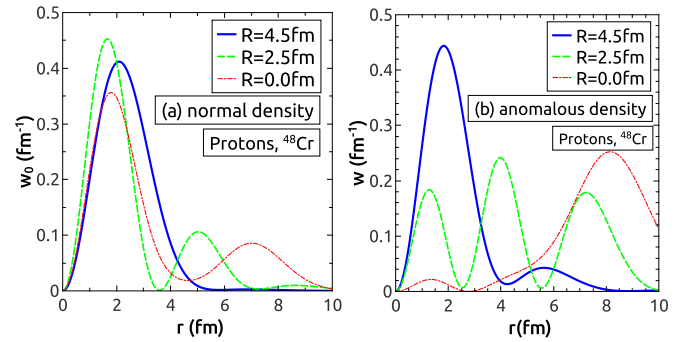 R=4.5fm
R=2.5fm
R=0.0fm
(a) normal density
Protons, ⁴⁸Cr
w₀ (fm⁻¹)
0.5
0.4
0.3
0.2
0.1
0
0 2 4 6 8 10
r (fm)
R=4.5fm
R=2.5fm
R=0.0fm
(b) anomalous density
Protons, ⁴⁸Cr
w (fm⁻¹)
0.5
0.4
0.3
0.2
0.1
0
0 2 4 6 8 10
r(fm)